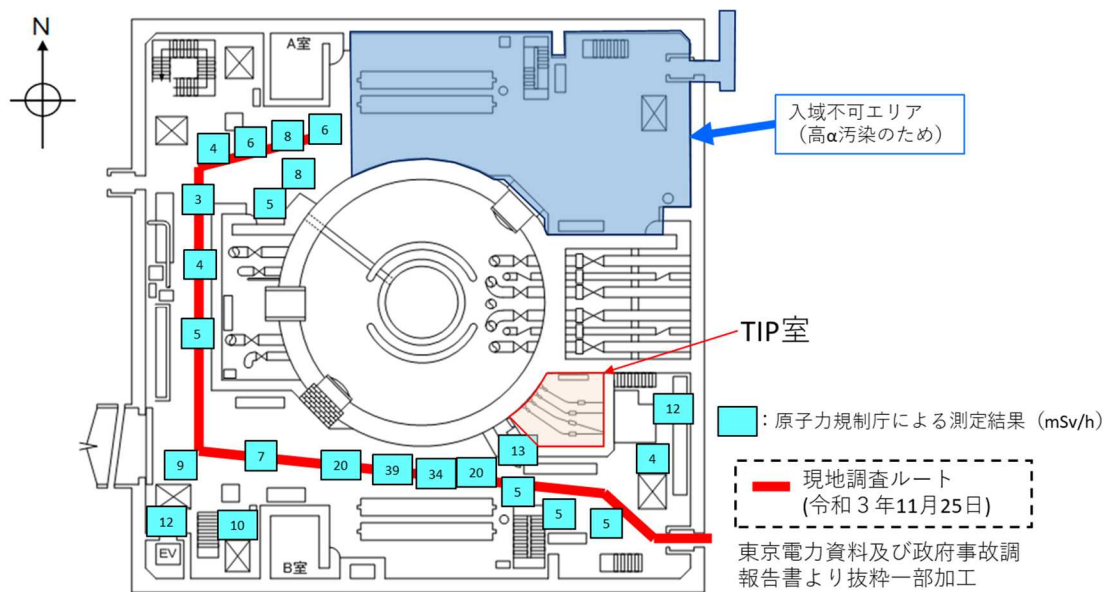 N
A室
入域不可エリア
（高α汚染のため）
6
8
6
4
8
5
3
4
5
TIP室
12
：原子力規制庁による測定結果（mSv/h）
13
4
9
7
20
39
34
20
5
現地調査ルート
(令和３年11月25日)
12
10
5
5
EV
B室
東京電力資料及び政府事故調
報告書より抜粋一部加工